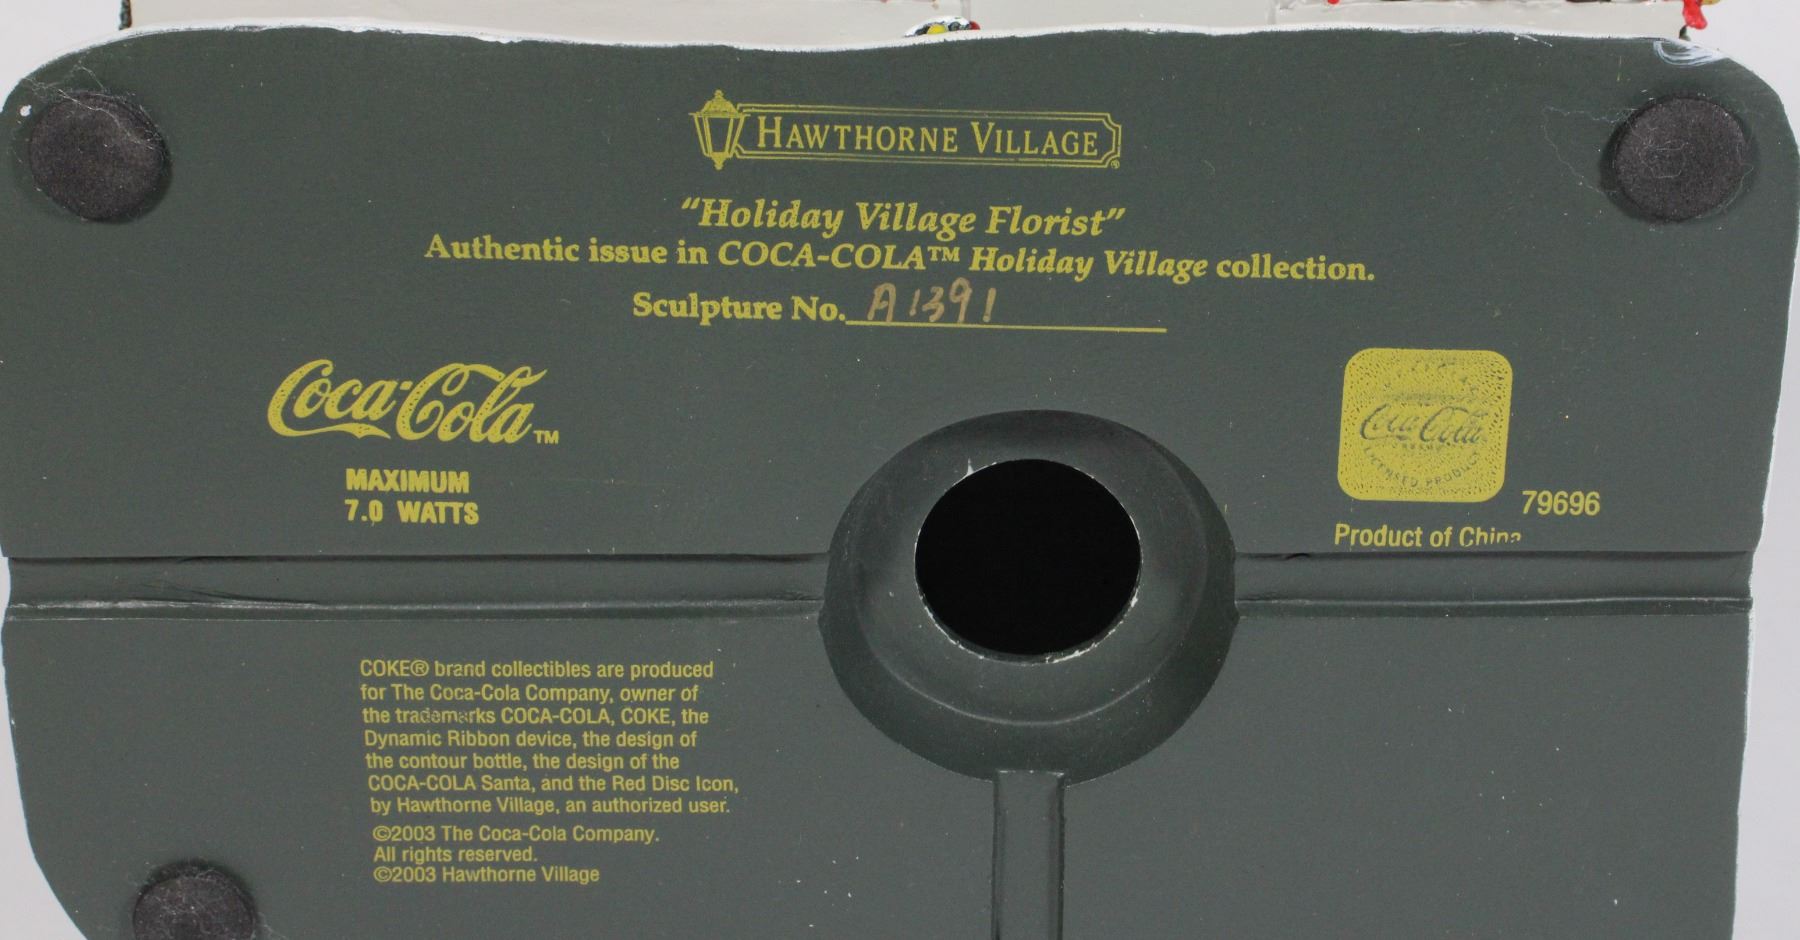 HAWTHORNE VILLAGE®
"Holiday Village Florist"
Authentic issue in COCA-COLA™ Holiday Village collection.
Sculpture No. A1391
Coca-Cola™
MAXIMUM
7.0 WATTS
Coca-Cola
LICENSED PRODUCT
79696
Product of China
COKE® brand collectibles are produced
for The Coca-Cola Company, owner of
the trademarks COCA-COLA, COKE, the
Dynamic Ribbon device, the design of
the contour bottle, the design of the
COCA-COLA Santa, and the Red Disc Icon,
by Hawthorne Village, an authorized user.
©2003 The Coca-Cola Company.
All rights reserved.
©2003 Hawthorne Village